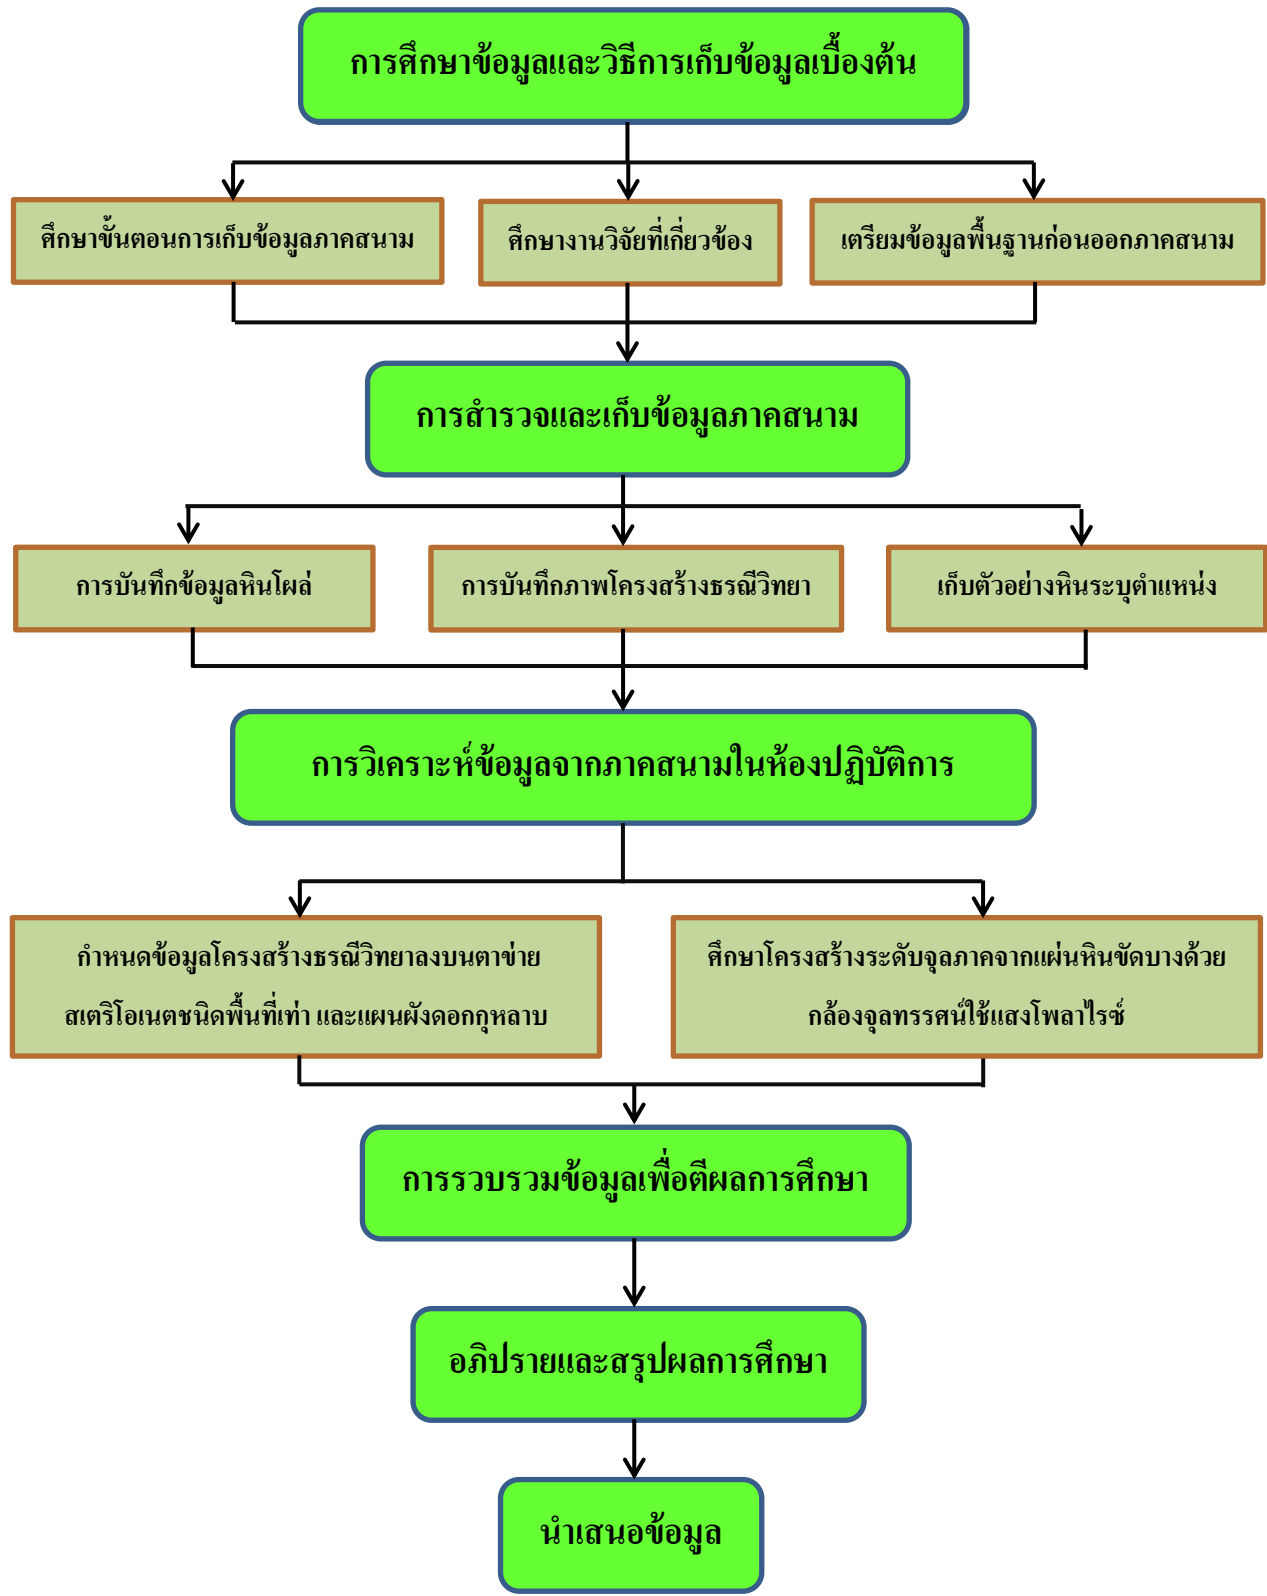 การศึกษาข้อมูลและวิธีการเก็บข้อมูลเบื้องต้น
ศึกษาขั้นตอนการเก็บข้อมูลภาคสนาม
ศึกษางานวิจัยที่เกี่ยวข้อง
เตรียมข้อมูลพื้นฐานก่อนออกภาคสนาม
การสำรวจและเก็บข้อมูลภาคสนาม
การบันทึกข้อมูลหินโผล่
การบันทึกภาพโครงสร้างธรณีวิทยา
เก็บตัวอย่างหินระบุตำแหน่ง
การวิเคราะห์ข้อมูลจากภาคสนามในห้องปฏิบัติการ
กำหนดข้อมูลโครงสร้างธรณีวิทยาลงบนตาข่าย
สเตริโอเนตชนิดพื้นที่เท่า และแผนผังดอกกุหลาบ
ศึกษาโครงสร้างระดับจุลภาคจากแผ่นหินขัดบางด้วย
กล้องจุลทรรศน์ใช้แสงโพลาไรซ์
การรวบรวมข้อมูลเพื่อตีผลการศึกษา
อภิปรายและสรุปผลการศึกษา
นำเสนอข้อมูล